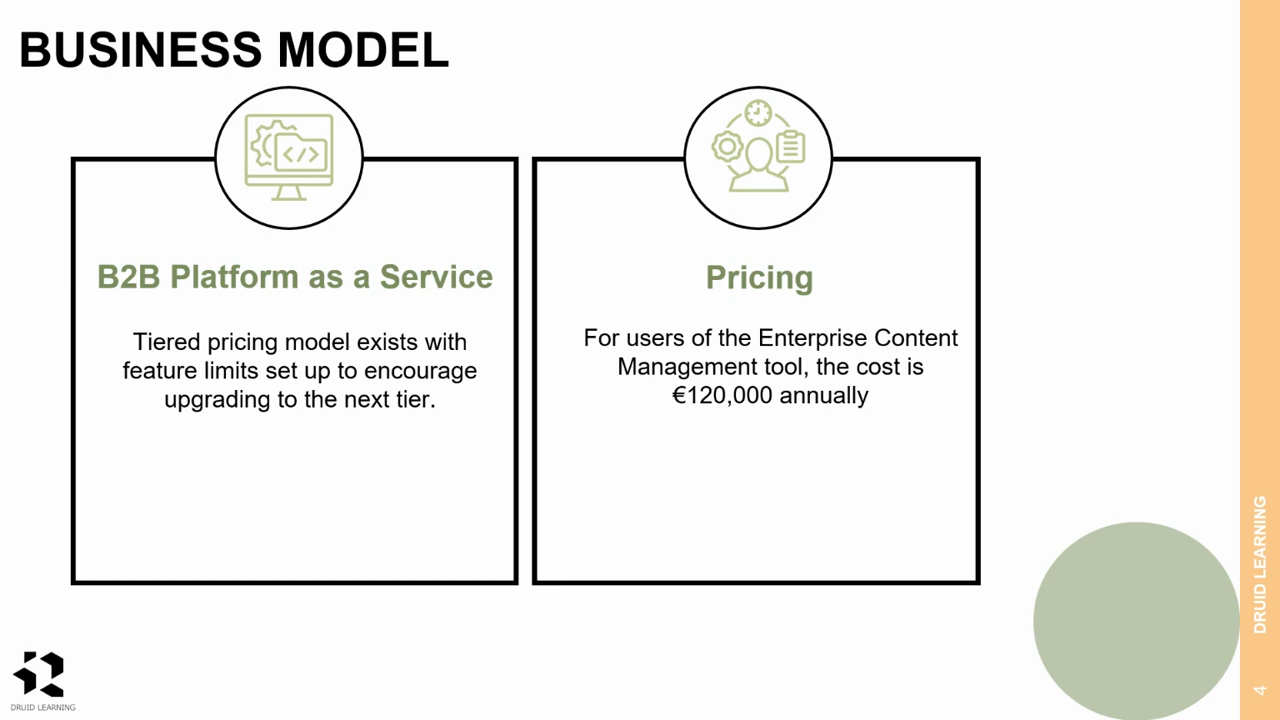 BUSINESS MODEL
B2B Platform as a Service
Tiered pricing model exists with
feature limits set up to encourage
upgrading to the next tier.
Pricing
For users of the Enterprise Content
Management tool, the cost is
€120,000 annually
DRUID LEARNING
4
DRUID LEARNING